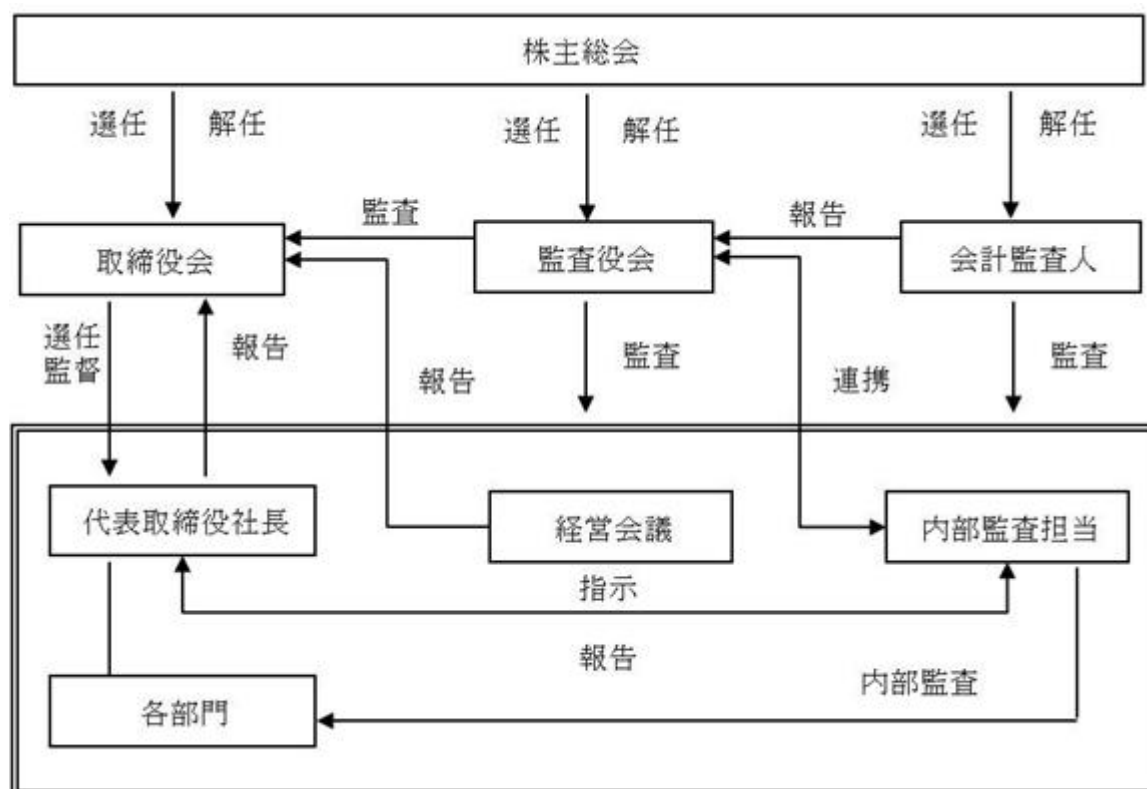 株主総会
選任
解任
選任
解任
選任
解任
監査
報告
取締役会
監査役会
会計監査人
選任
監督
報告
報告
監査
連携
監査
代表取締役社長
経営会議
内部監査担当
指示
報告
内部監査
各部門